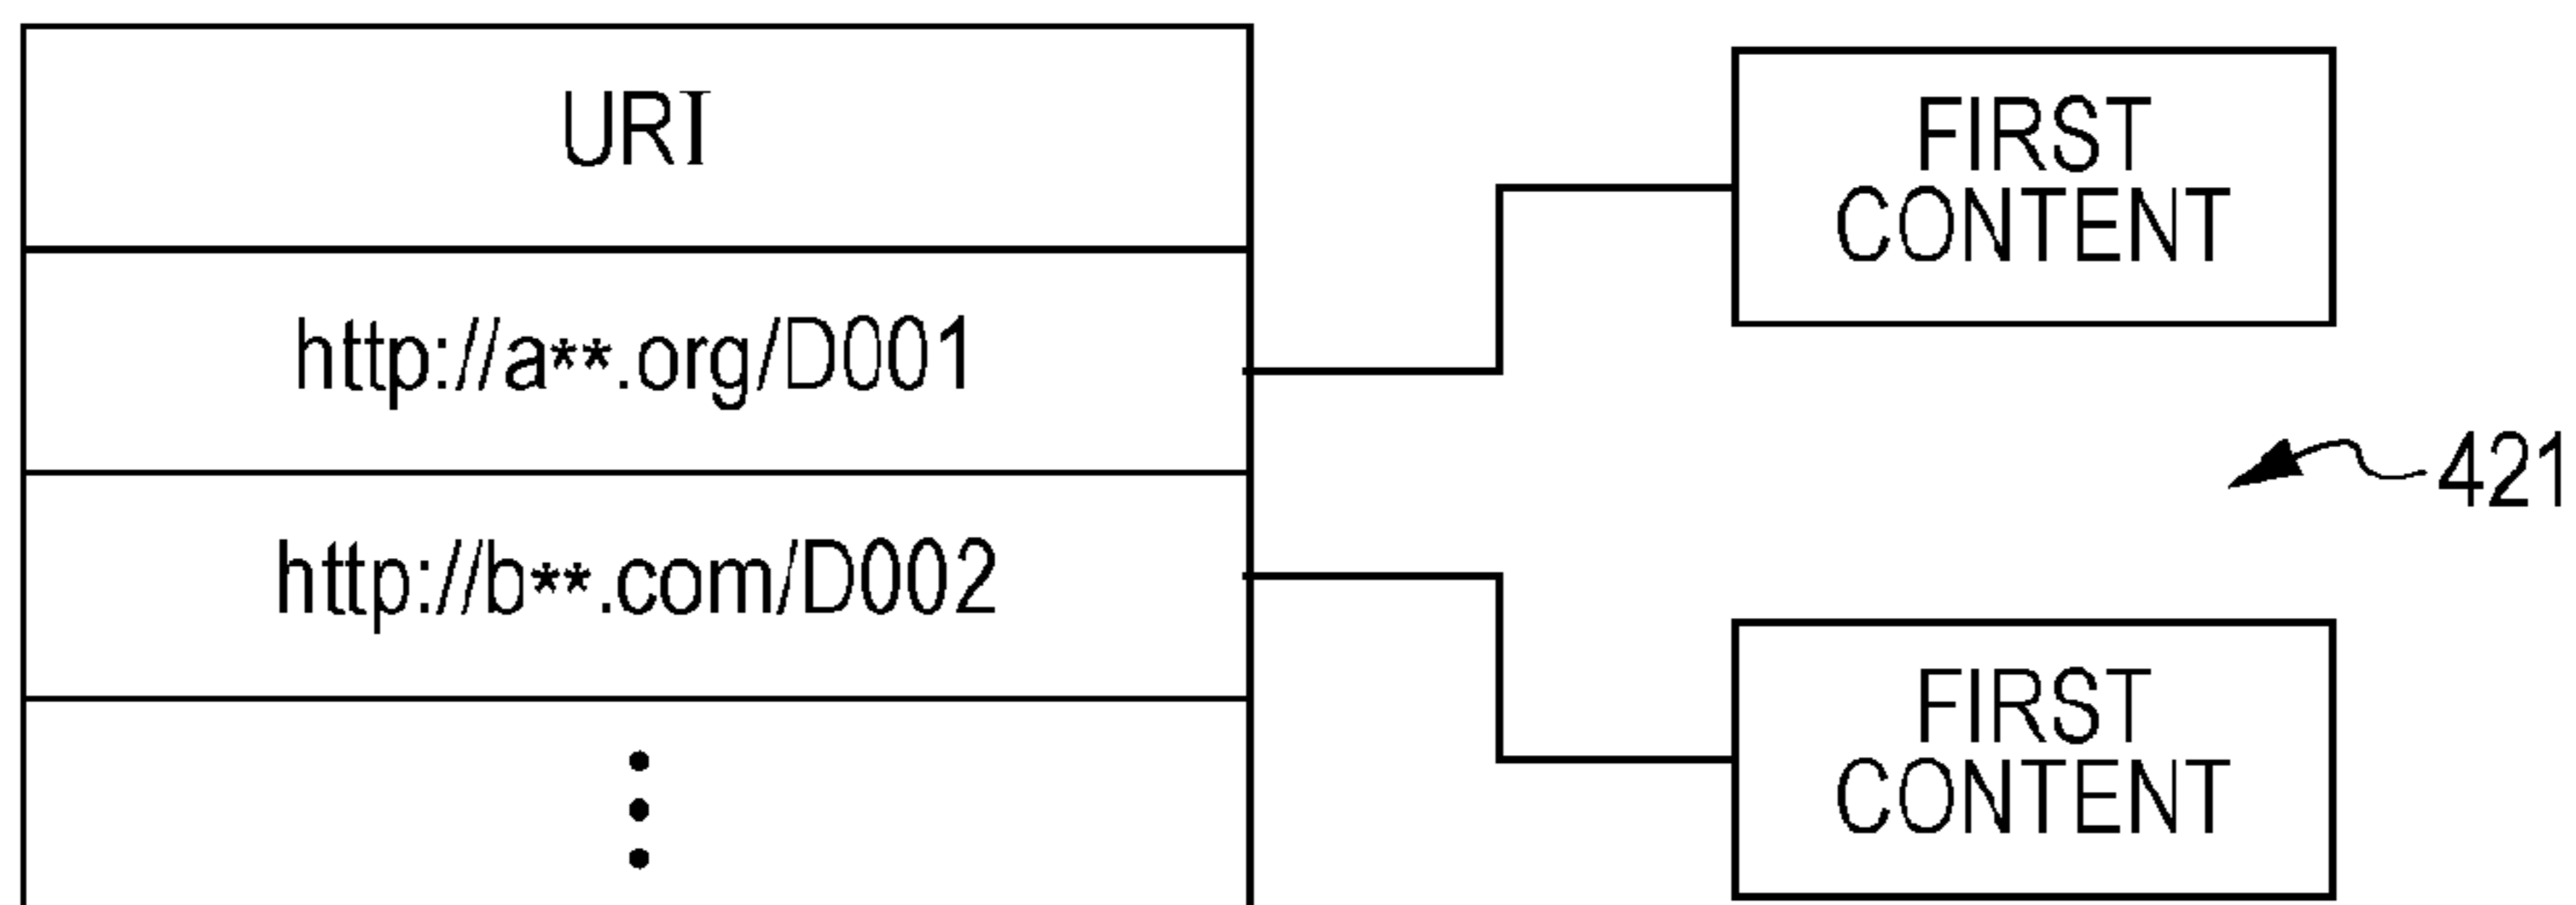 URI
http://a**.org/D001
http://b**.com/D002
FIRST
CONTENT
421
FIRST
CONTENT